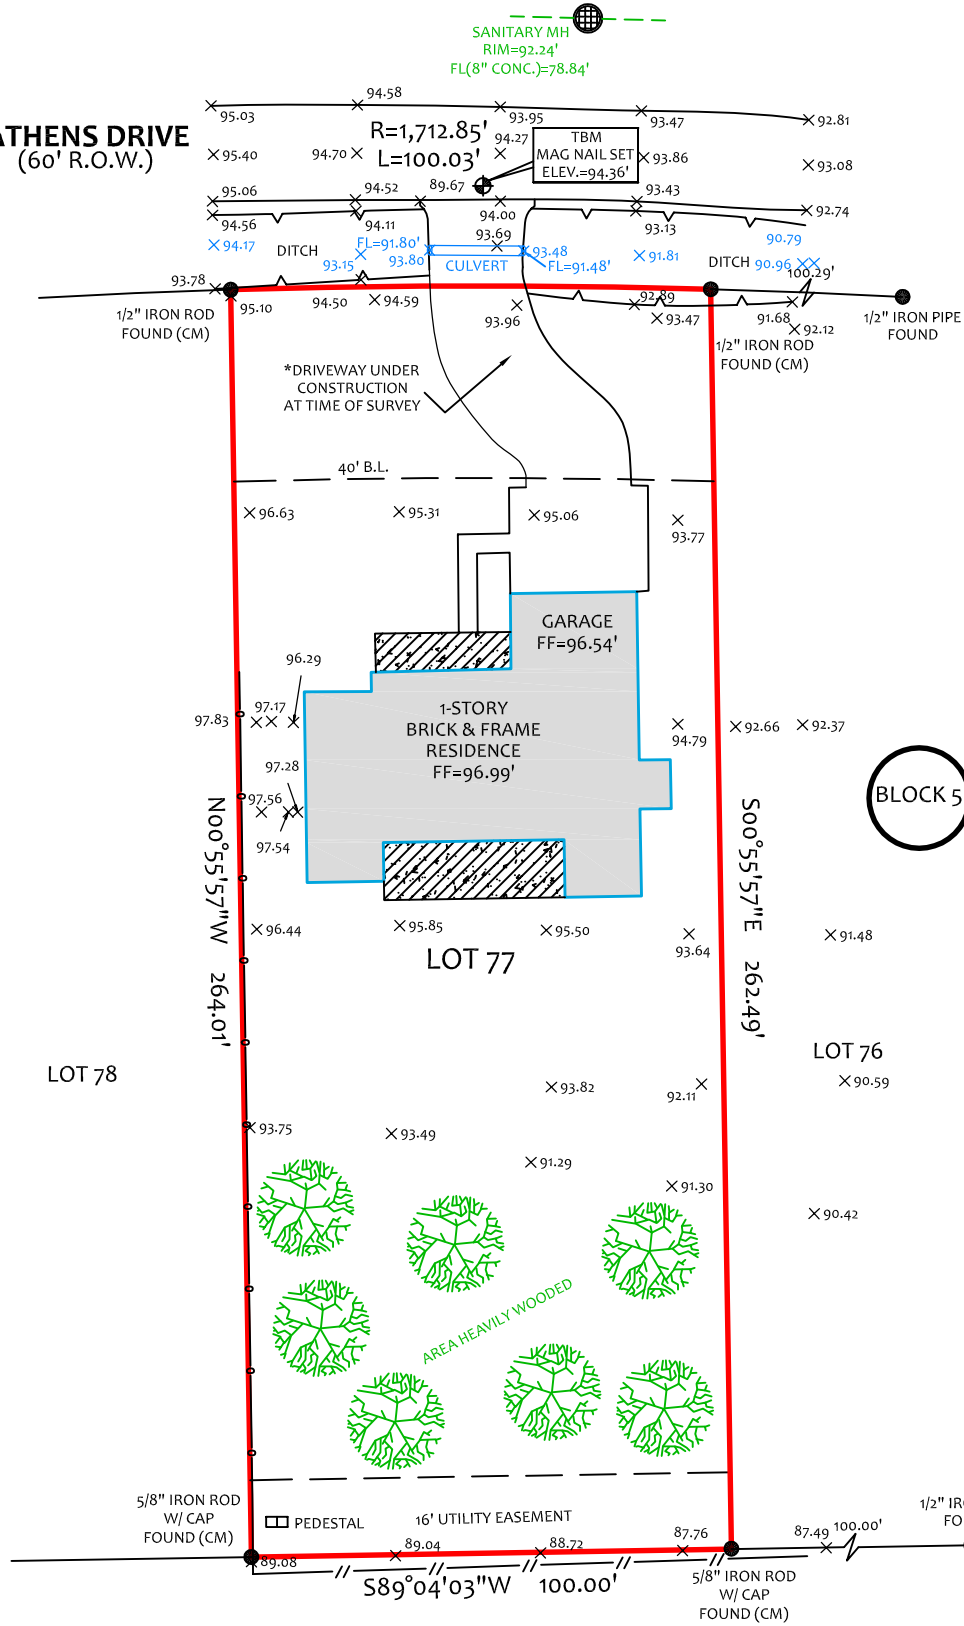 SANITARY MH
RIM=92.24'
FL(8" CONC.)=78.84'
94.58
95.03
93.95
93.47
92.81
ATHENS DRIVE
(60' R.O.W.)
R=1,712.85'
L=100.03'
94.27
TBM
MAG NAIL SET
ELEV.=94.36'
95.40
94.70
93.86
93.08
95.06
94.52
89.67
93.43
94.56
94.11
94.00
93.13
92.74
94.17
DITCH
FL=91.80'
93.69
93.48
90.79
93.15
93.80
CULVERT
FL=91.48'
91.81
DITCH
90.96
100.29'
93.78
95.10
94.50
94.59
93.96
92.89
93.47
91.68
92.12
1/2" IRON ROD
FOUND (CM)
1/2" IRON PIPE
FOUND
1/2" IRON ROD
FOUND (CM)
*DRIVEWAY UNDER
CONSTRUCTION
AT TIME OF SURVEY
40' B.L.
96.63
95.31
95.06
93.77
GARAGE
FF=96.54'
96.29
97.17
97.83
1-STORY
BRICK & FRAME
RESIDENCE
FF=96.99'
94.79
92.66
92.37
97.28
97.56
97.54
BLOCK 5
N00°55'57"W 264.01'
S00°55'57"E 262.49'
96.44
95.85
95.50
93.64
91.48
LOT 77
LOT 78
LOT 76
93.82
92.11
90.59
93.75
93.49
91.29
91.30
90.42
AREA HEAVILY WOODED
5/8" IRON ROD
W/ CAP
FOUND (CM)
PEDESTAL
16' UTILITY EASEMENT
89.08
89.04
88.72
87.76
87.49
100.00'
S89°04'03"W 100.00'
5/8" IRON ROD
W/ CAP
FOUND (CM)
1/2" IR
FO